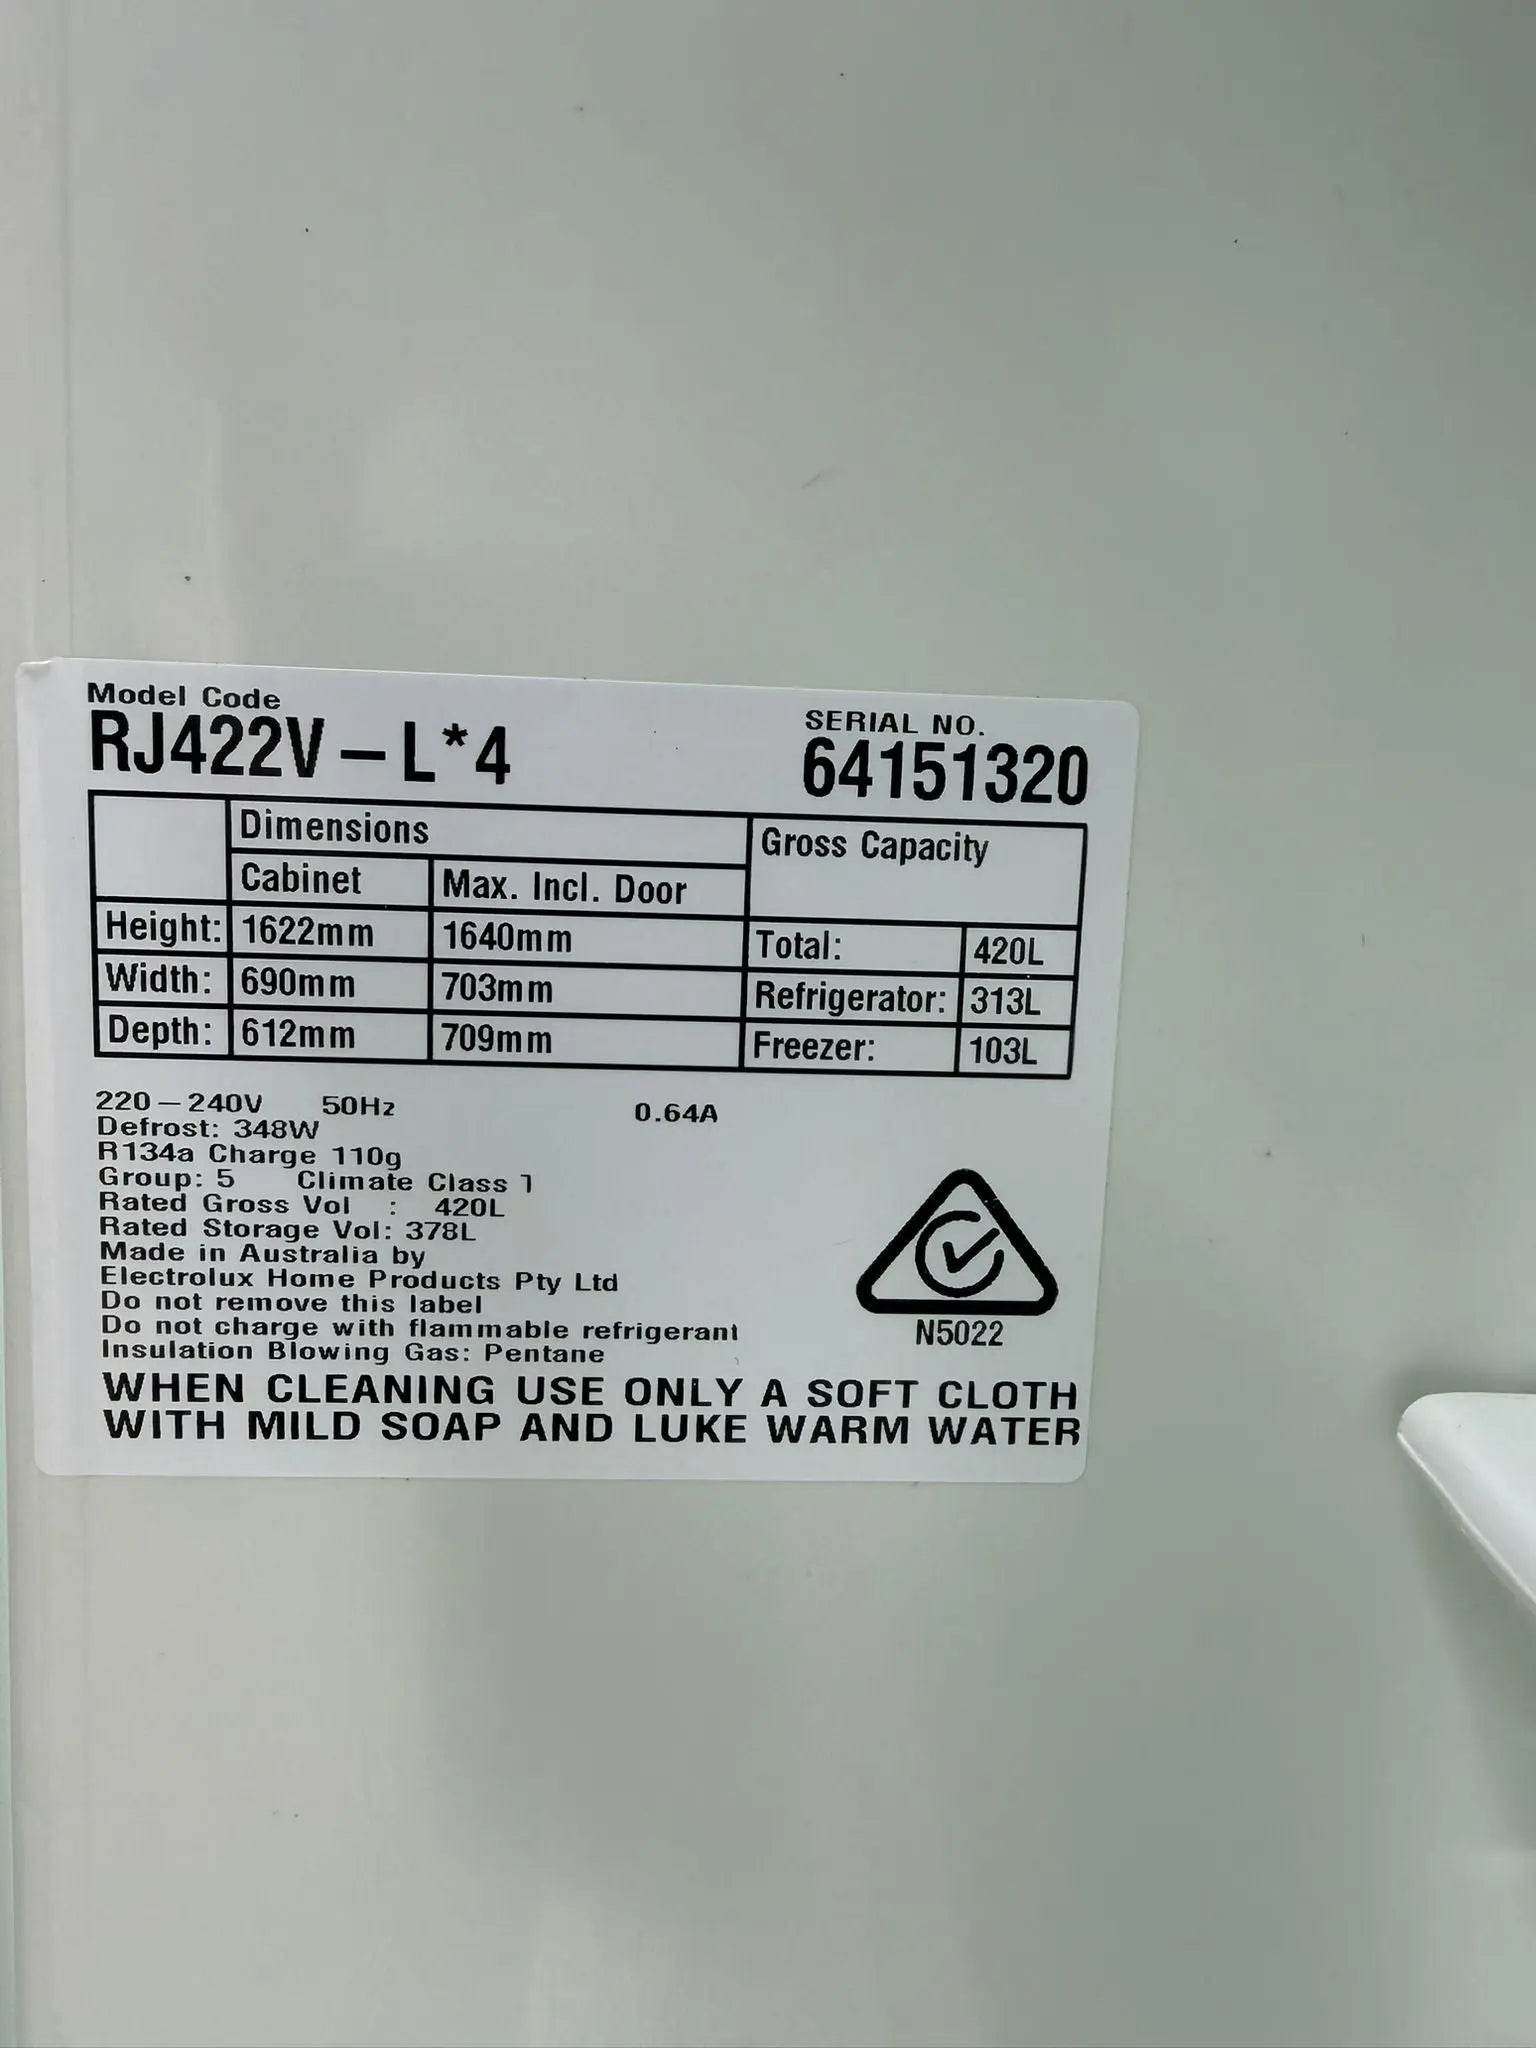 Model Code
RJ422V-L*4
SERIAL NO.
64151320
Dimensions
Gross Capacity
Cabinet Max. Incl. Door
Height: 1622mm 1640mm Total: 420L
Width: 690mm 703mm Refrigerator: 313L
Depth: 612mm 709mm Freezer: 103L
220-240V 50Hz 0.64A
Defrost: 348W
R134a Charge 110g
Group: 5 Climate Class 1
Rated Gross Vol : 420L
Rated Storage Vol: 378L
Made in Australia by
Electrolux Home Products Pty Ltd
Do not remove this label
Do not charge with flammable refrigerant
Insulation Blowing Gas: Pentane
N5022
WHEN CLEANING USE ONLY A SOFT CLOTH
WITH MILD SOAP AND LUKE WARM WATER